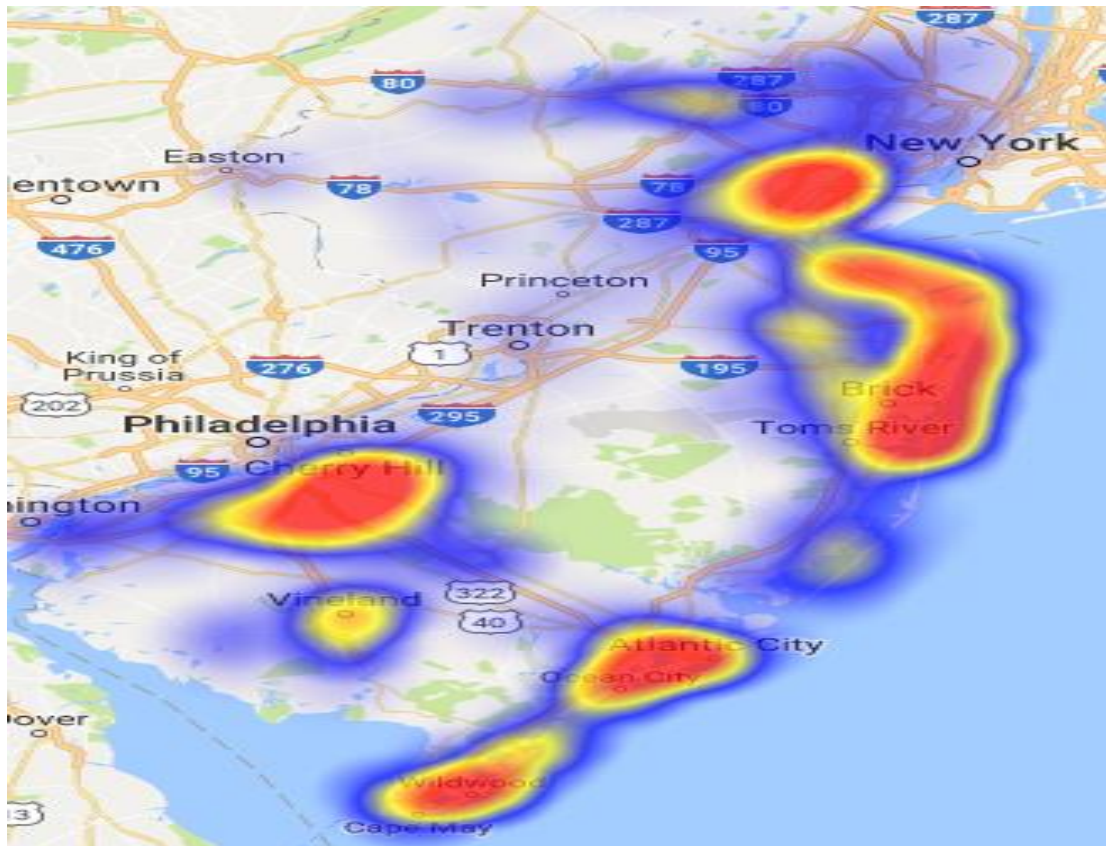 287
80
287
80
New York
Easton
lentown
78
78
287
476
95
Princeton
Trenton
1
King of
Prussia
276
195
202
Brick
295
Philadelphia
Toms River
95
Cherry Hill
nington
322
Vineland
40
Atlantic City
Ocean City
Dover
Wildwood
13
Cape May